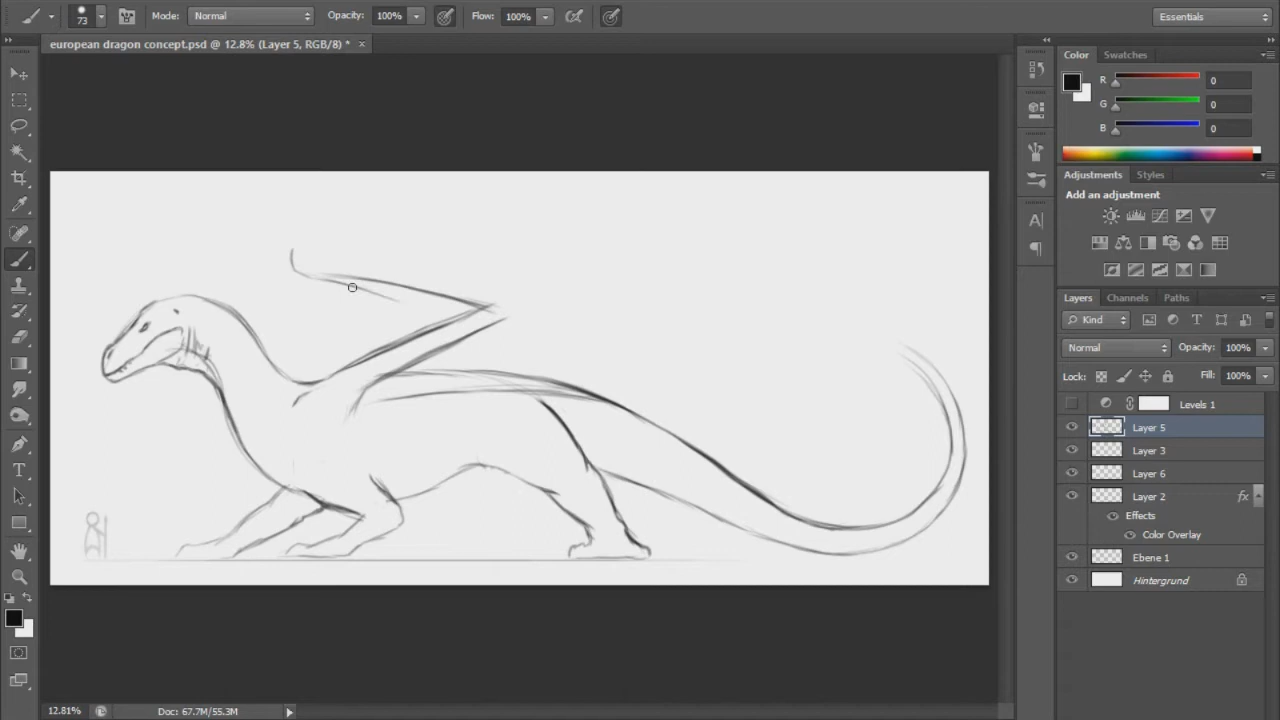 73 Mode: Normal Opacity: 100% Flow: 100% Essentials
european dragon concept.psd @ 12.8% (Layer 5, RGB/8) * ×
Color Swatches
R 0
G 0
B 0
Adjustments Styles
Add an adjustment
Layers Channels Paths
Kind T
Normal Opacity: 100%
Lock: Fill: 100%
Levels 1
Layer 5
Layer 3
Layer 6
Layer 2 fx
Effects
Color Overlay
Ebene 1
Hintergrund
12.81% Doc: 67.7M/55.3M